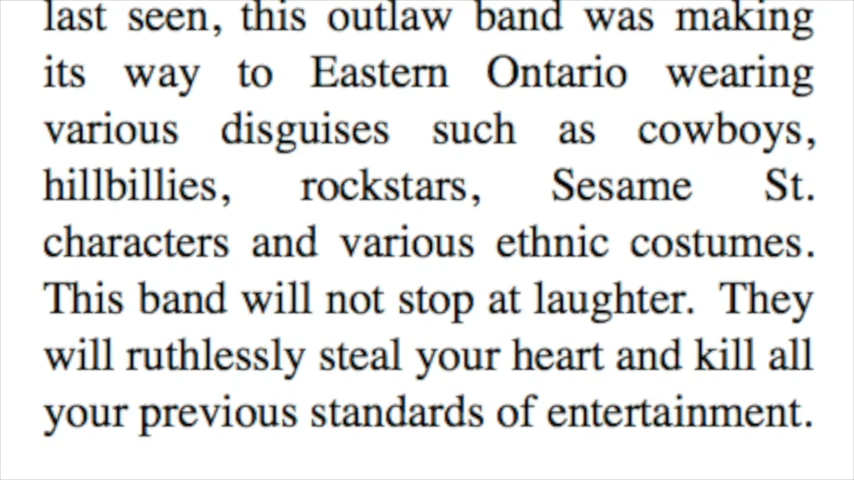 last seen, this outlaw band was making
its way to Eastern Ontario wearing
various disguises such as cowboys,
hillbillies, rockstars, Sesame St.
characters and various ethnic costumes.
This band will not stop at laughter. They
will ruthlessly steal your heart and kill all
your previous standards of entertainment.